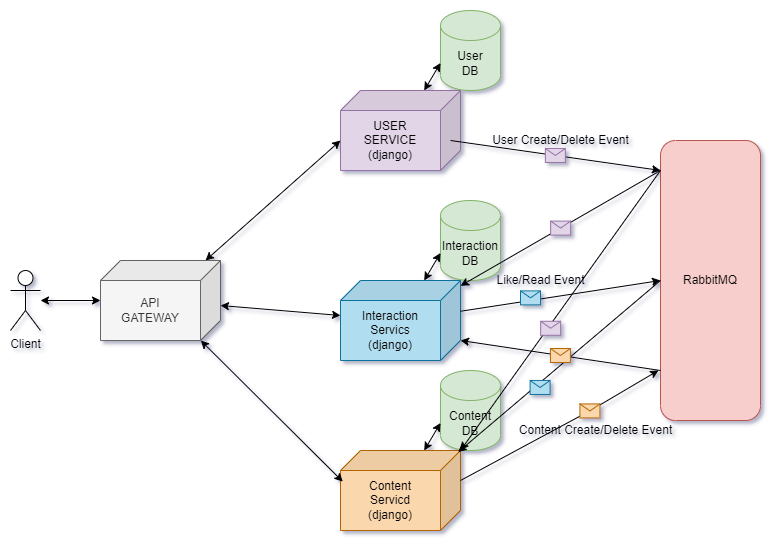 User
DB
USER
SERVICE
(django)
User Create/Delete Event
Interaction
DB
Like/Read Event
RabbitMQ
API
GATEWAY
Interaction
Servics
(django)
Client
Content
DB
Content Create/Delete Event
Content
Servicd
(django)